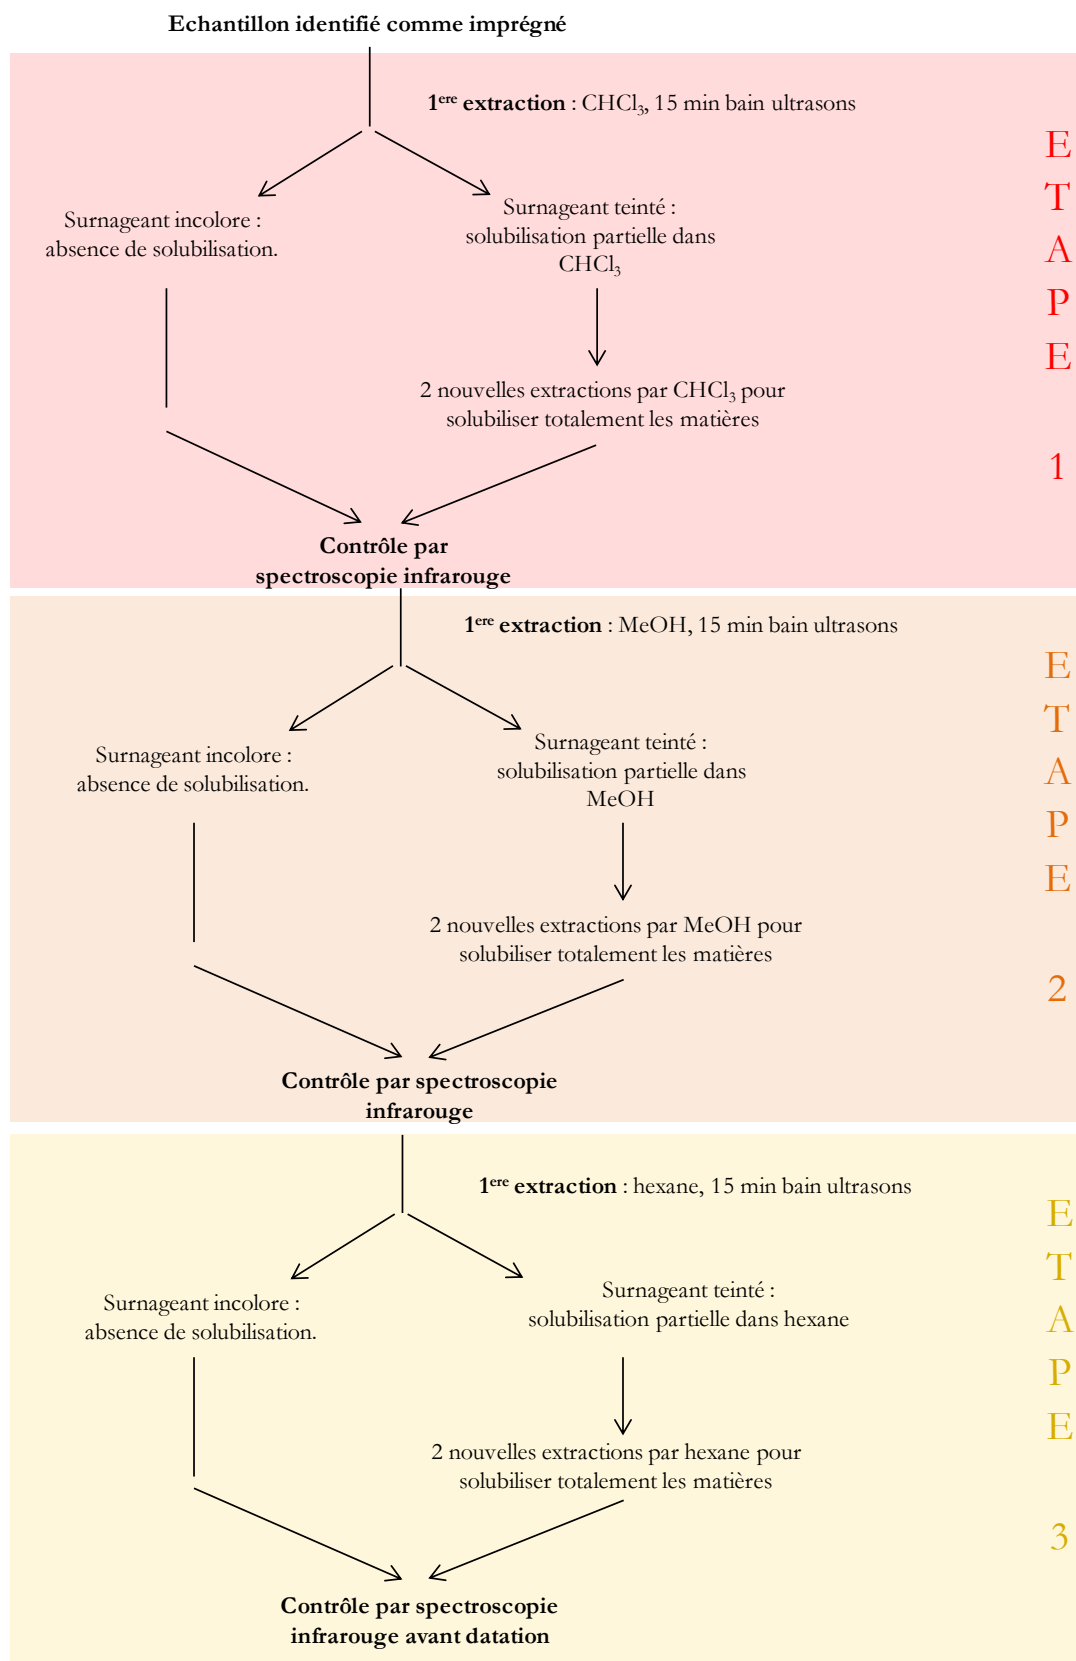 Echantillon identifié comme imprégné
1ere extraction : CHCl3, 15 min bain ultrasons
Surnageant incolore :
absence de solubilisation.
Surnageant teinté :
solubilisation partielle dans
CHCl3
2 nouvelles extractions par CHCl3 pour
solubiliser totalement les matières
Contrôle par
spectroscopie infrarouge
E
T
A
P
E
1
1ere extraction : MeOH, 15 min bain ultrasons
Surnageant incolore :
absence de solubilisation.
Surnageant teinté :
solubilisation partielle dans
MeOH
2 nouvelles extractions par MeOH pour
solubiliser totalement les matières
Contrôle par spectroscopie
infrarouge
E
T
A
P
E
2
1ere extraction : hexane, 15 min bain ultrasons
Surnageant incolore :
absence de solubilisation.
Surnageant teinté :
solubilisation partielle dans hexane
2 nouvelles extractions par hexane pour
solubiliser totalement les matières
Contrôle par spectroscopie
infrarouge avant datation
E
T
A
P
E
3